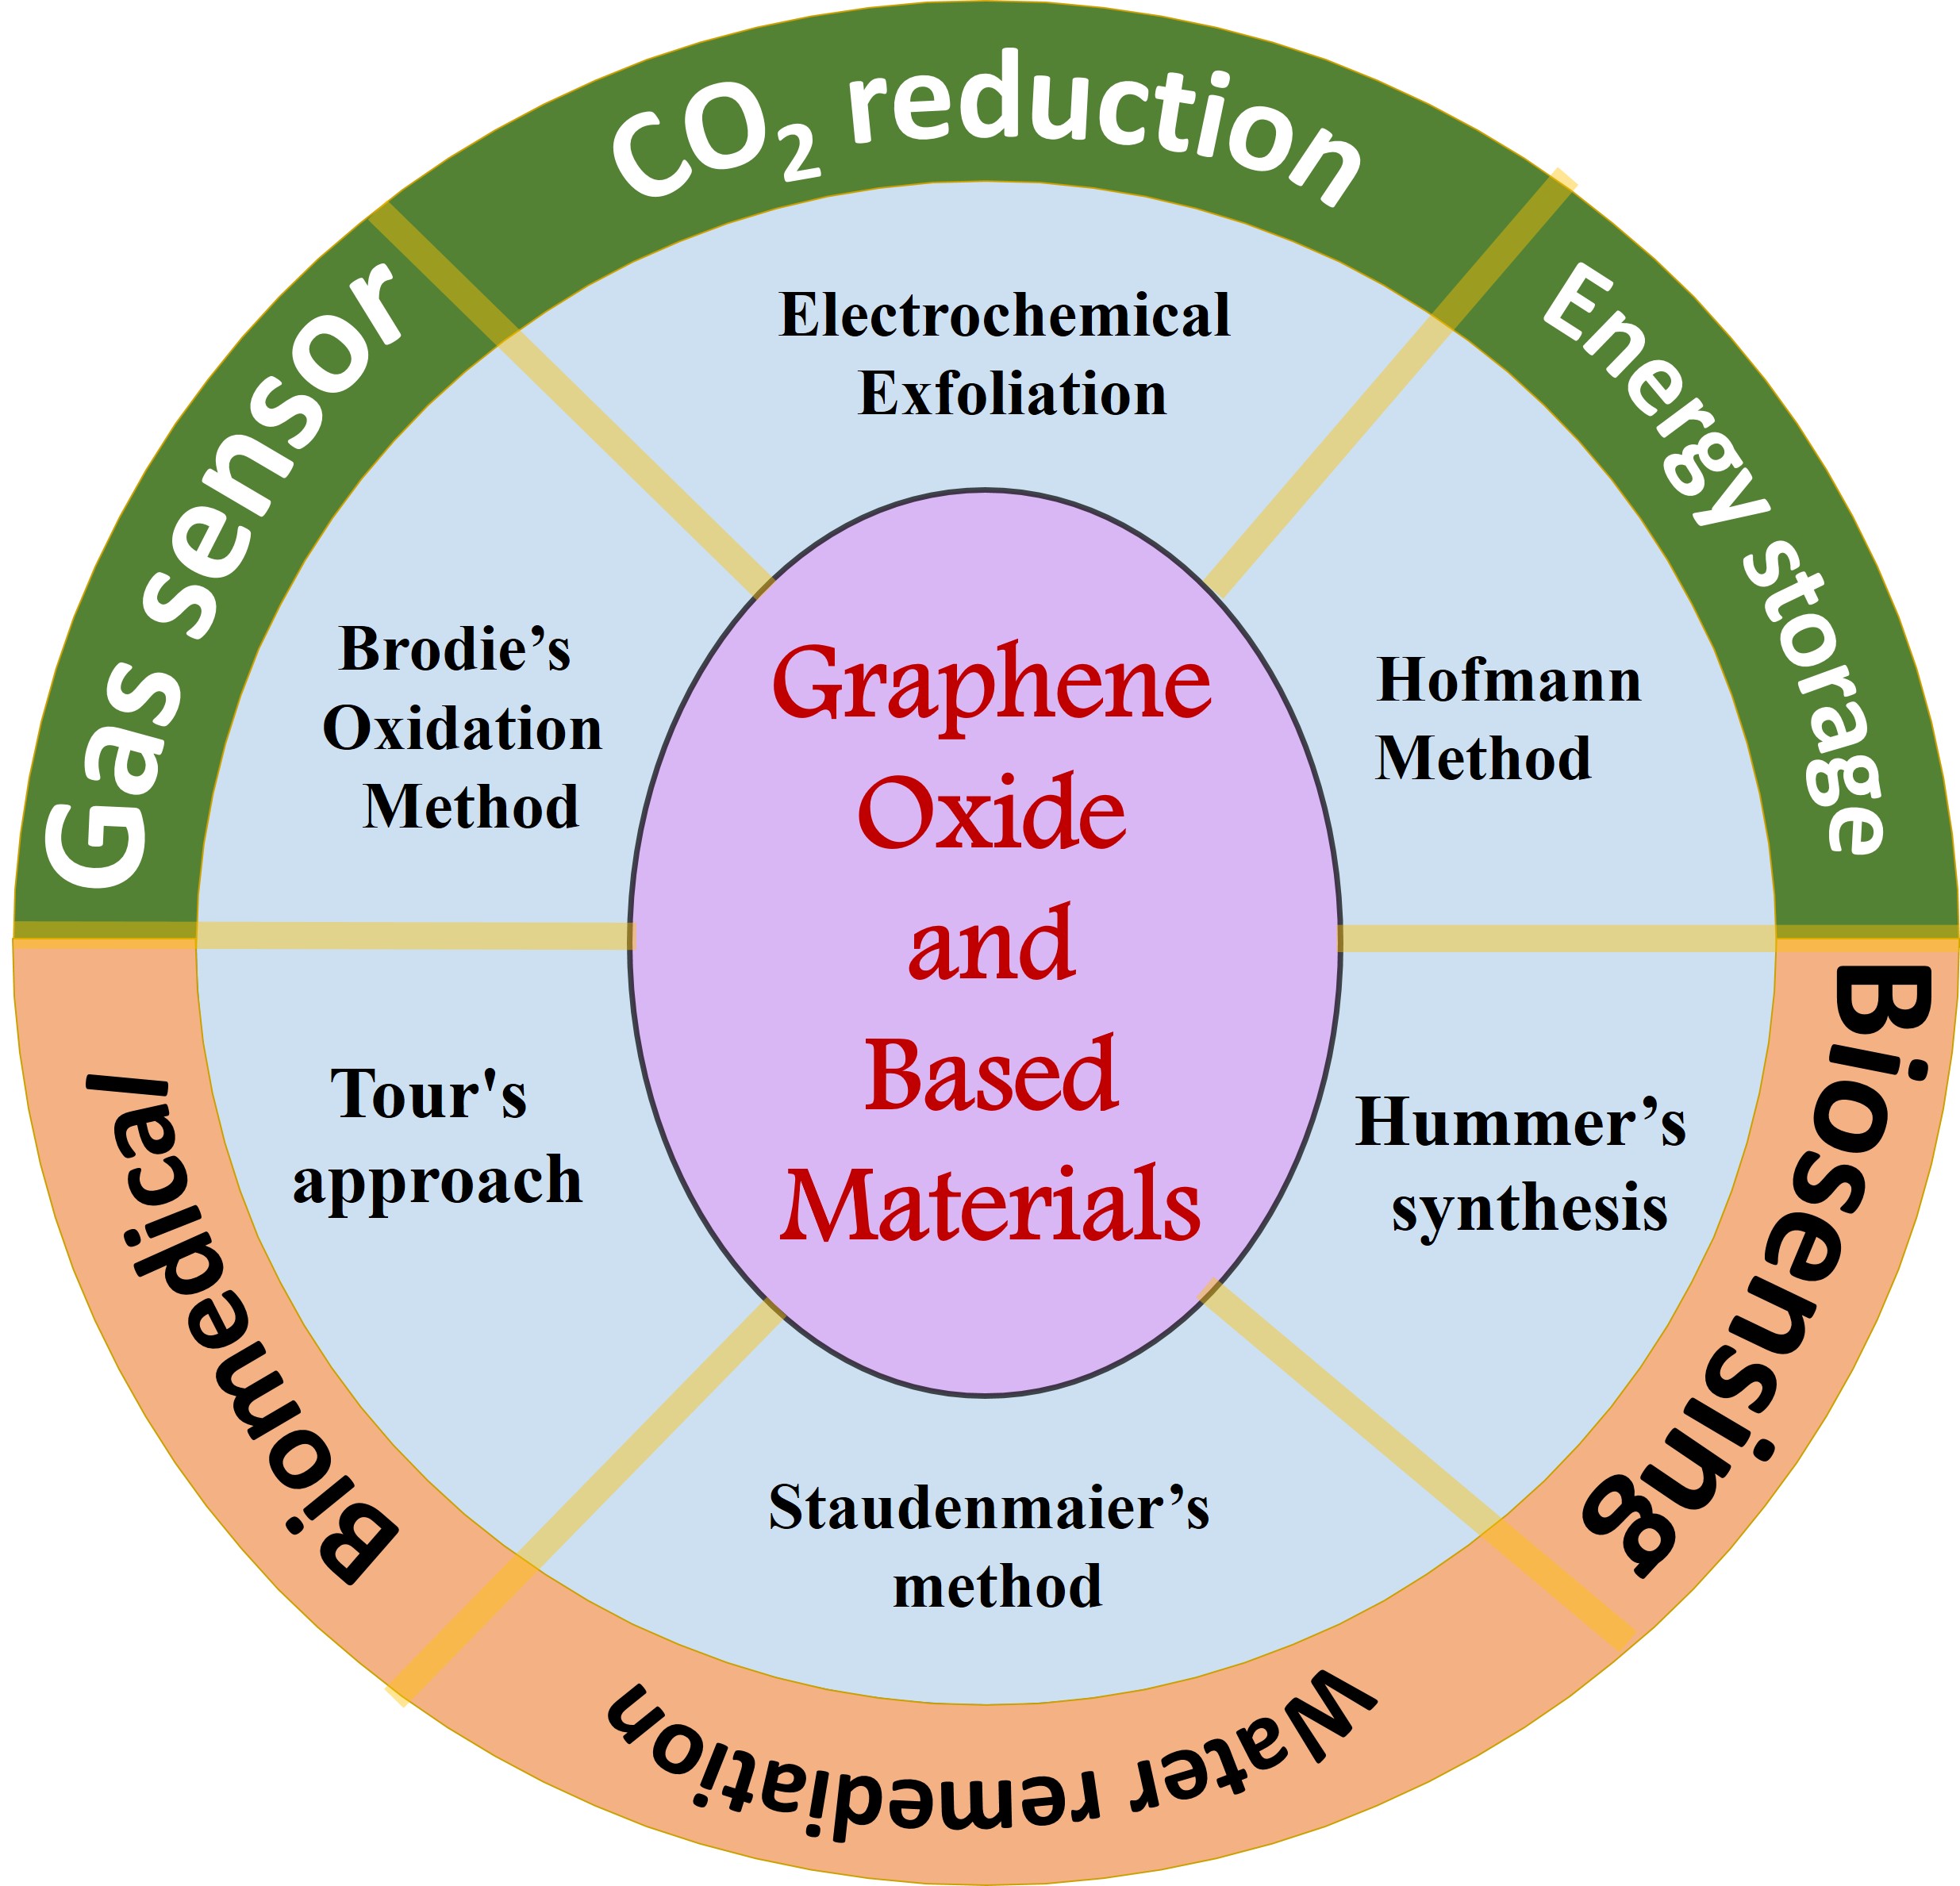 CO₂ reduction
Energy storage
Biosensing
Water remediation
Biomedical
Gas sensor
Electrochemical
Exfoliation
Hofmann
Method
Hummer’s
synthesis
Staudenmaier’s
method
Tour's
approach
Brodie’s
Oxidation
Method
Graphene
Oxide
and
Based
Materials